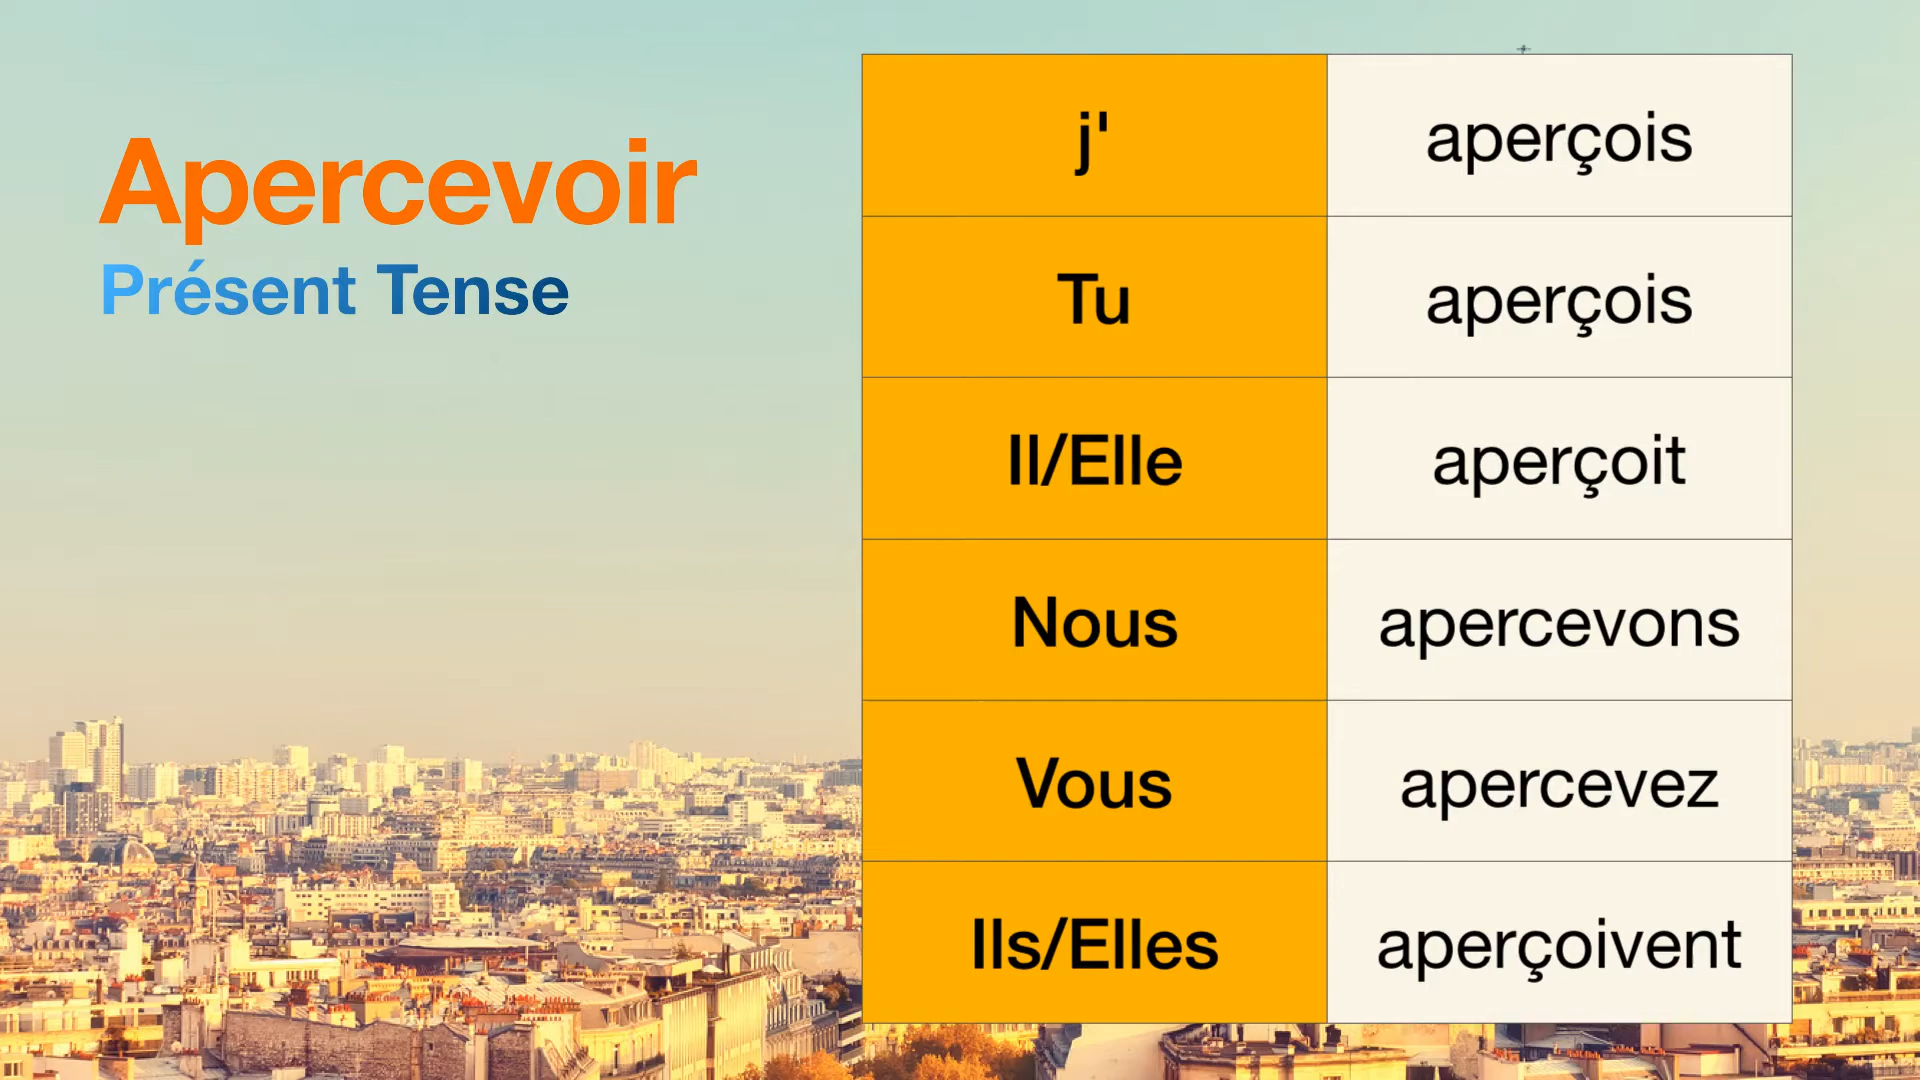 Apercevoir
Présent Tense
j' aperçois
Tu aperçois
Il/Elle aperçoit
Nous apercevons
Vous apercevez
Ils/Elles aperçoivent